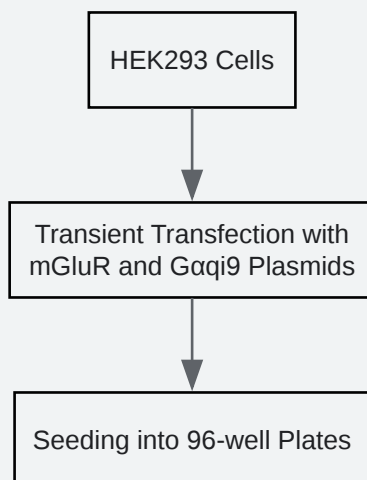 HEK293 Cells
Transient Transfection with
mGluR and Gαqi9 Plasmids
Seeding into 96-well Plates